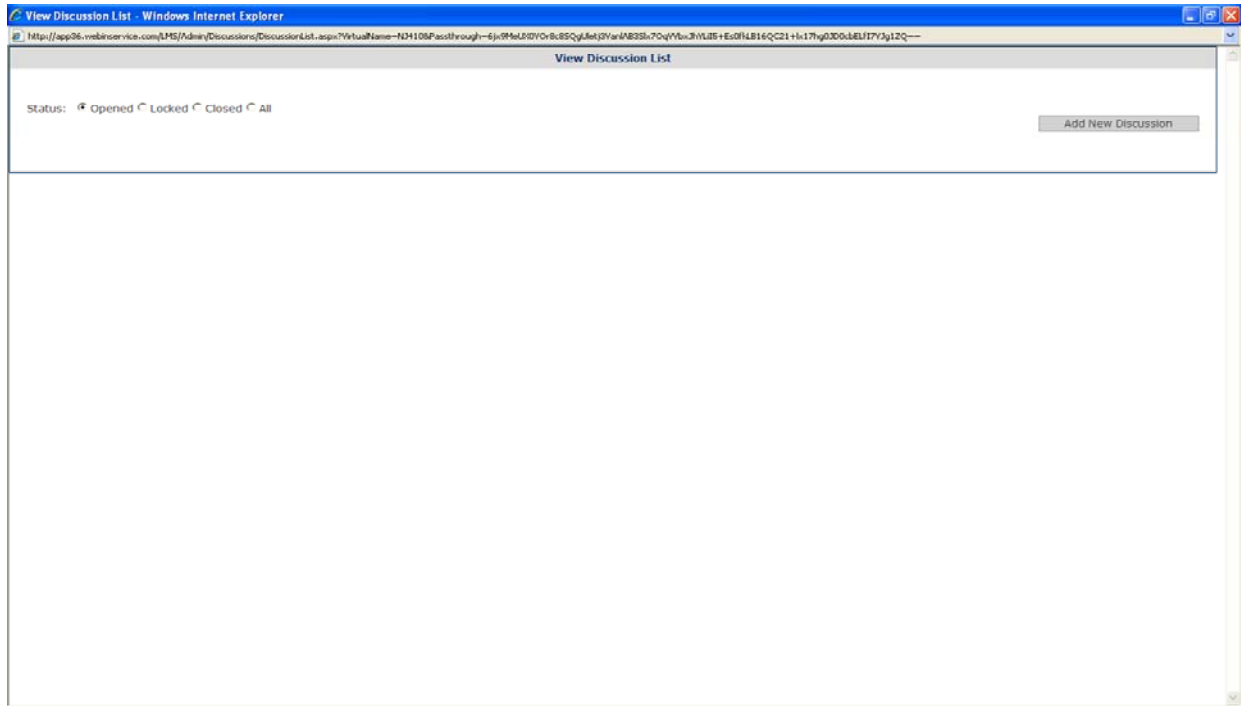 View Discussion List - Windows Internet Explorer
View Discussion List
Status: Opened Locked Closed All
Add New Discussion